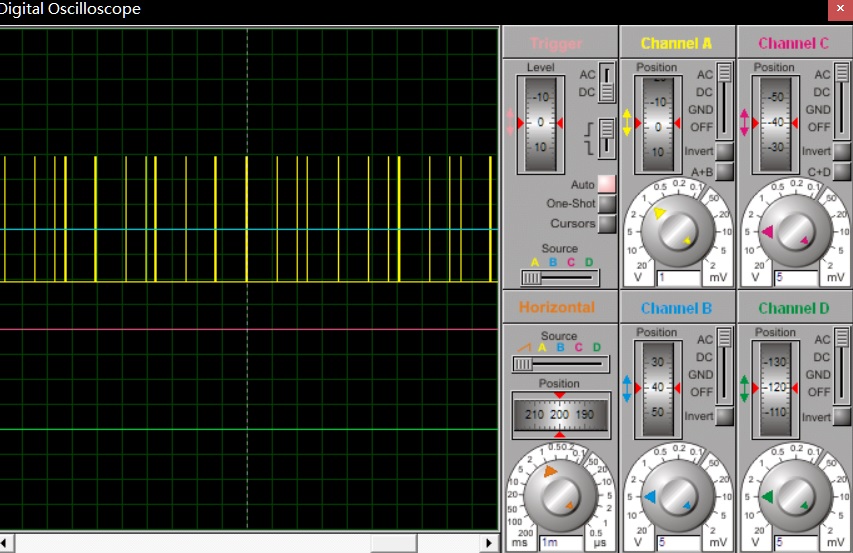 Digital Oscilloscope
Trigger
Level
-10
0
10
AC
DC
Auto
One-Shot
Cursors
Source
A B C D
Channel A
Position
-10
0
10
AC
DC
GND
OFF
Invert
A+B
0.5 0.2 0.1
1 50
2 20
5 10
10 5
20 2
V 1 mV
Channel C
Position
-50
-40
-30
AC
DC
GND
OFF
Invert
C+D
0.5 0.2 0.1
1 50
2 20
5 10
10 5
20 2
V 5 mV
Horizontal
Source
A B C D
Position
210 200 190
0.5 0.2 0.1
1 50
2 20
5 10
10 5
20 2
50 1
100 0.5
200
ms 1m µs
Channel B
Position
30
40
50
AC
DC
GND
OFF
Invert
0.5 0.2 0.1
1 50
2 20
5 10
10 5
20 2
V 5 mV
Channel D
Position
-130
-120
-110
AC
DC
GND
OFF
Invert
0.5 0.2 0.1
1 50
2 20
5 10
10 5
20 2
V 5 mV